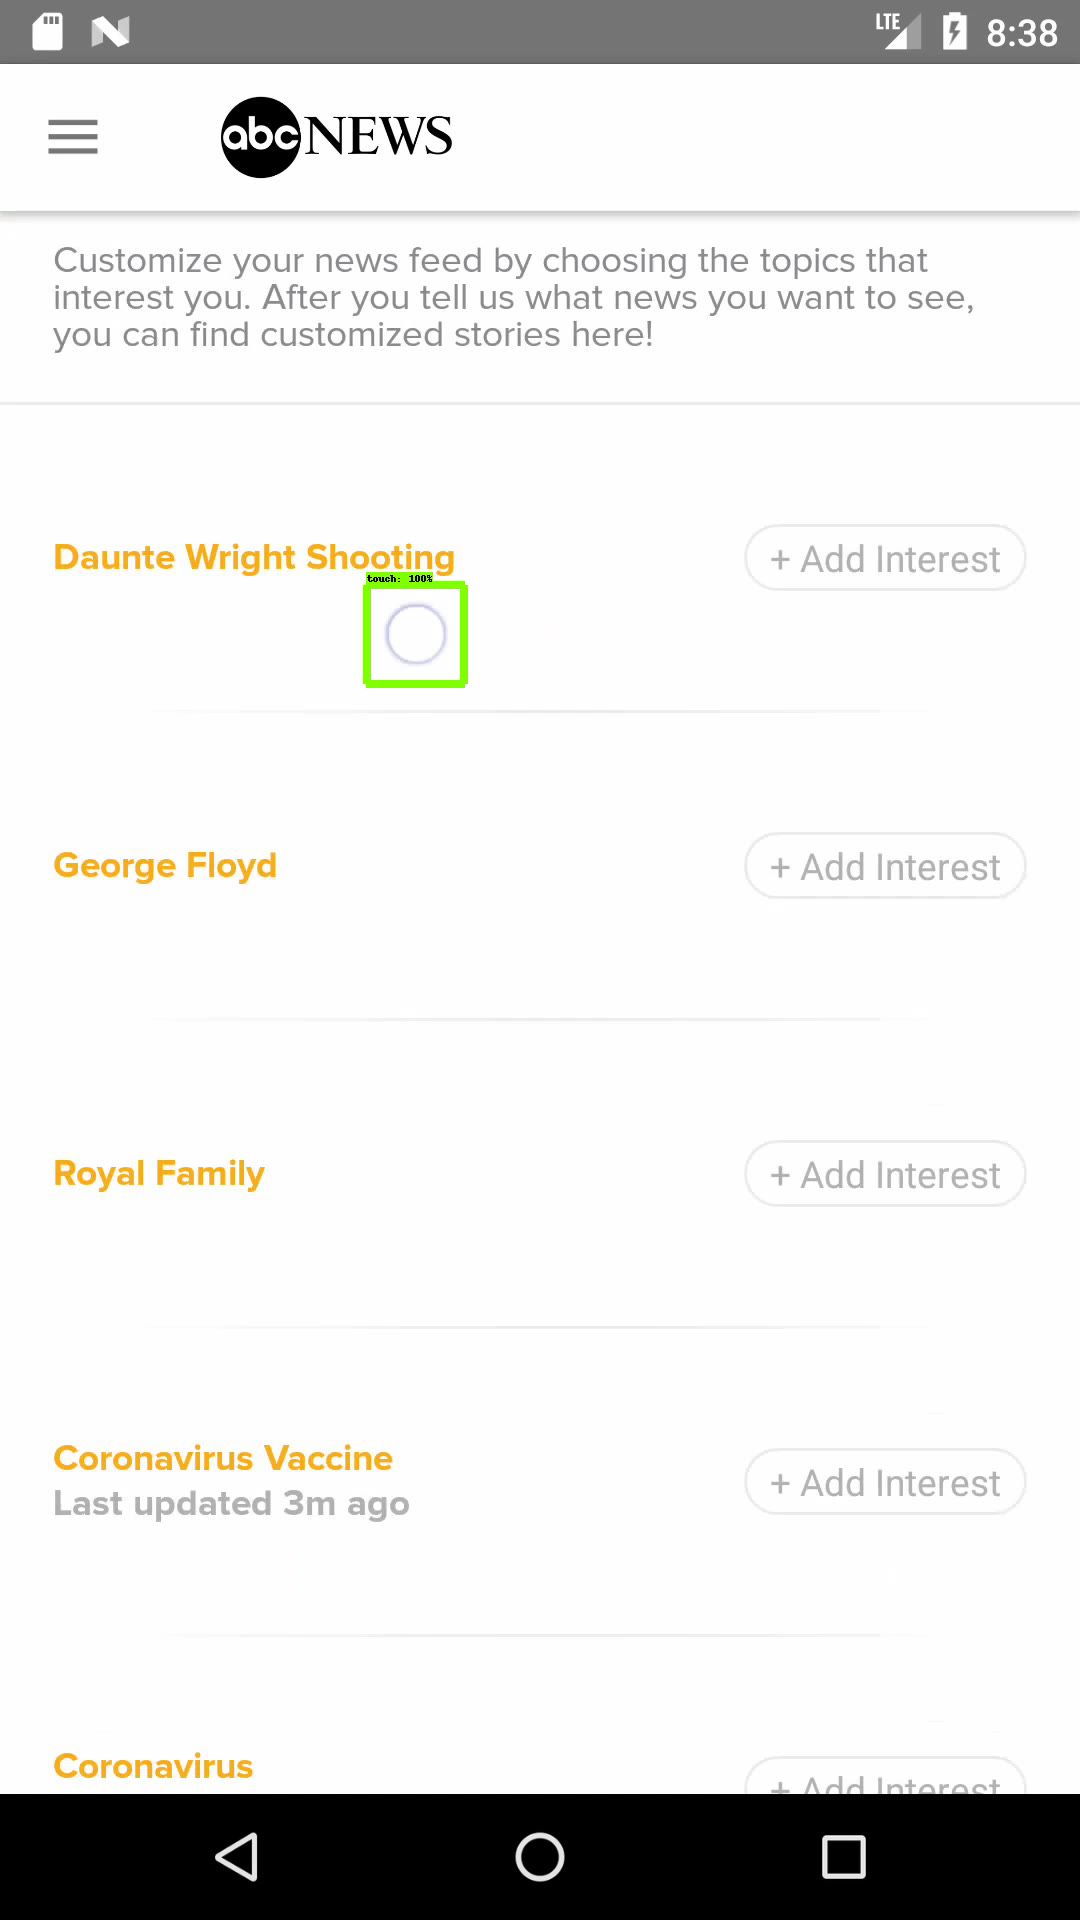 LTE 8:38
abc NEWS
Customize your news feed by choosing the topics that
interest you. After you tell us what news you want to see,
you can find customized stories here!
Daunte Wright Shooting + Add Interest
touch: 100%
George Floyd + Add Interest
Royal Family + Add Interest
Coronavirus Vaccine
Last updated 3m ago + Add Interest
Coronavirus
+ Add Interest